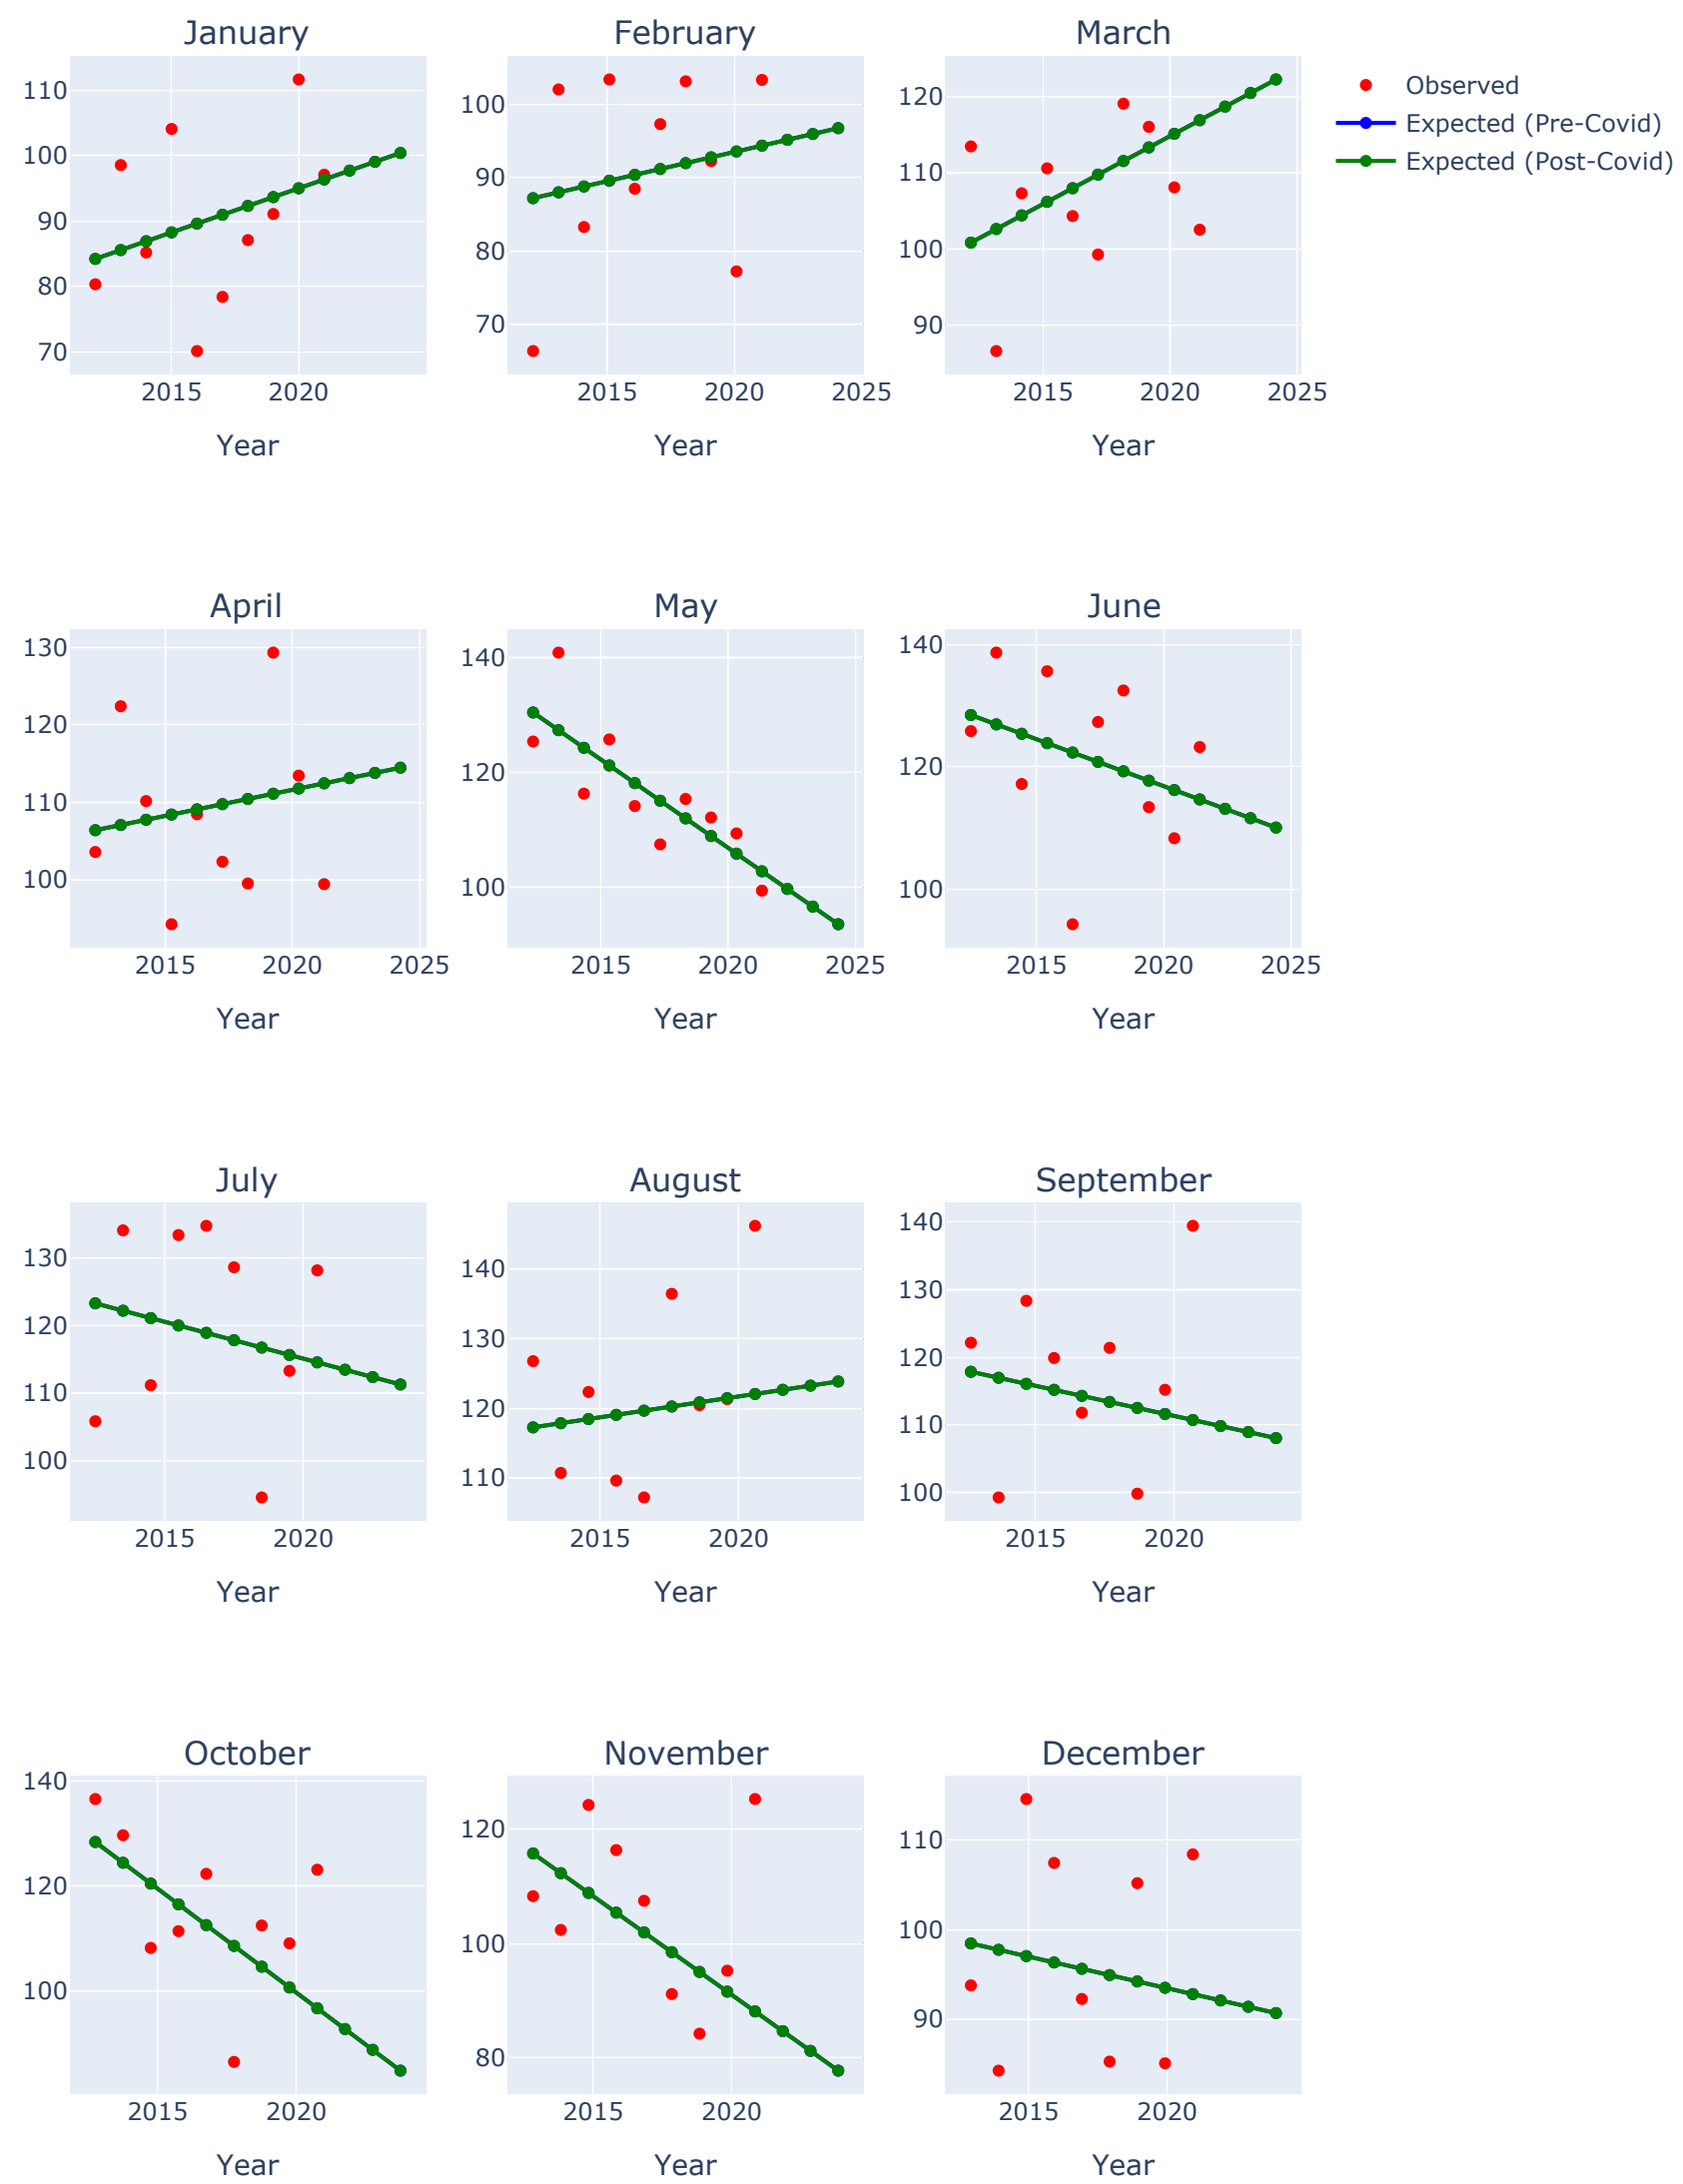 January
February
March
110
100
90
80
70
2015
2020
Year
100
90
80
70
2015
2020
2025
Year
120
110
100
90
2015
2020
2025
Year
Observed
Expected (Pre-Covid)
Expected (Post-Covid)
April
May
June
130
120
110
100
2015
2020
2025
Year
140
120
100
2015
2020
2025
Year
140
120
100
2015
2020
2025
Year
July
August
September
130
120
110
100
2015
2020
Year
140
130
120
110
2015
2020
Year
140
130
120
110
100
2015
2020
Year
October
November
December
140
120
100
2015
2020
Year
120
100
80
2015
2020
Year
110
100
90
2015
2020
Year